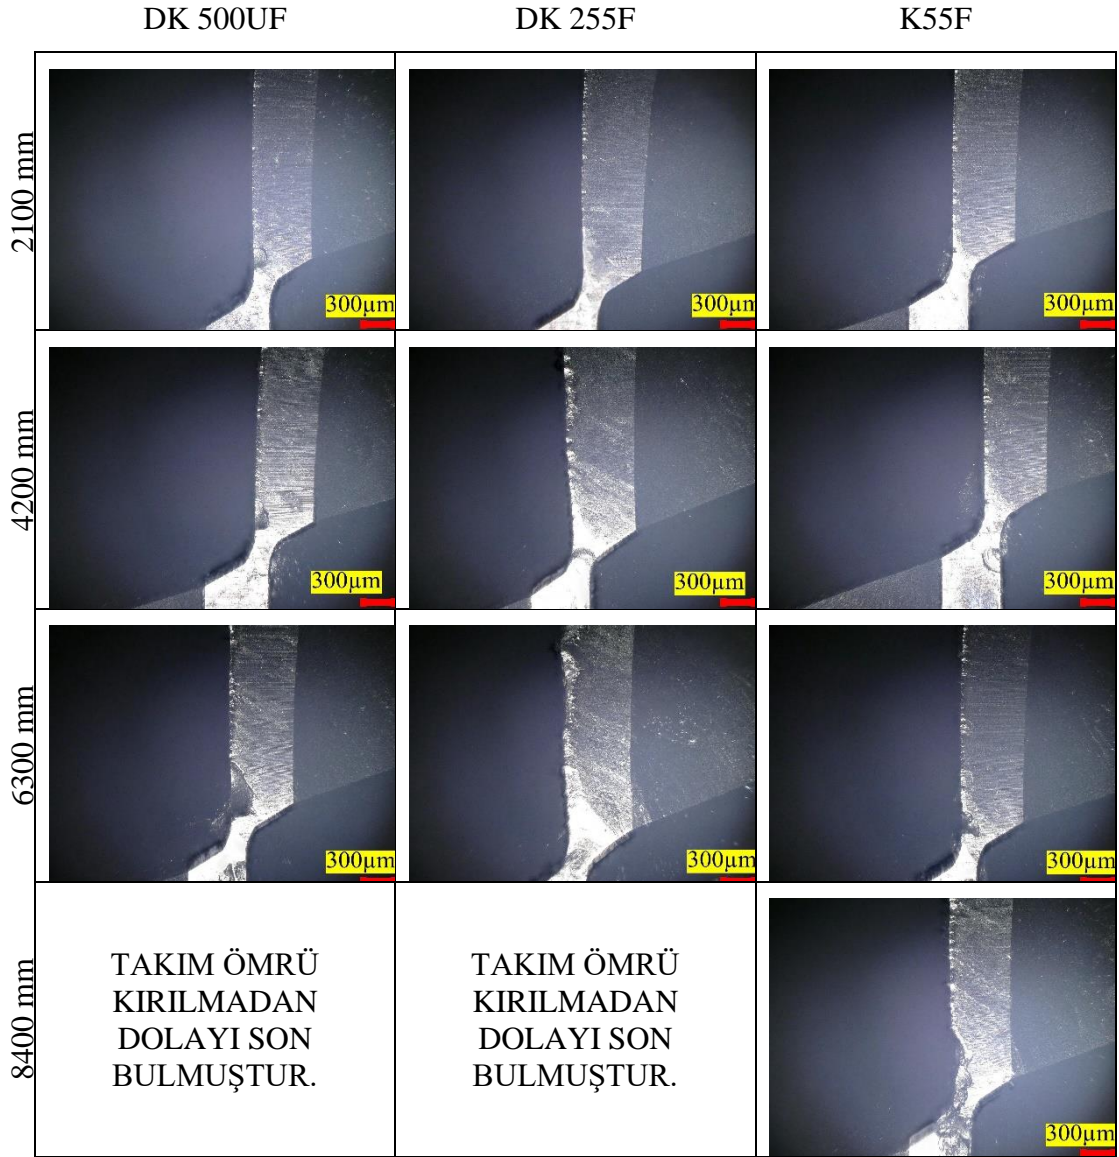 DK 500UF DK 255F K55F
2100 mm
300µm 300µm 300µm
4200 mm
300µm 300µm 300µm
6300 mm
300µm 300µm 300µm
8400 mm
TAKIM ÖMRÜ
KIRILMADAN
DOLAYI SON
BULMUŞTUR.
TAKIM ÖMRÜ
KIRILMADAN
DOLAYI SON
BULMUŞTUR.
300µm